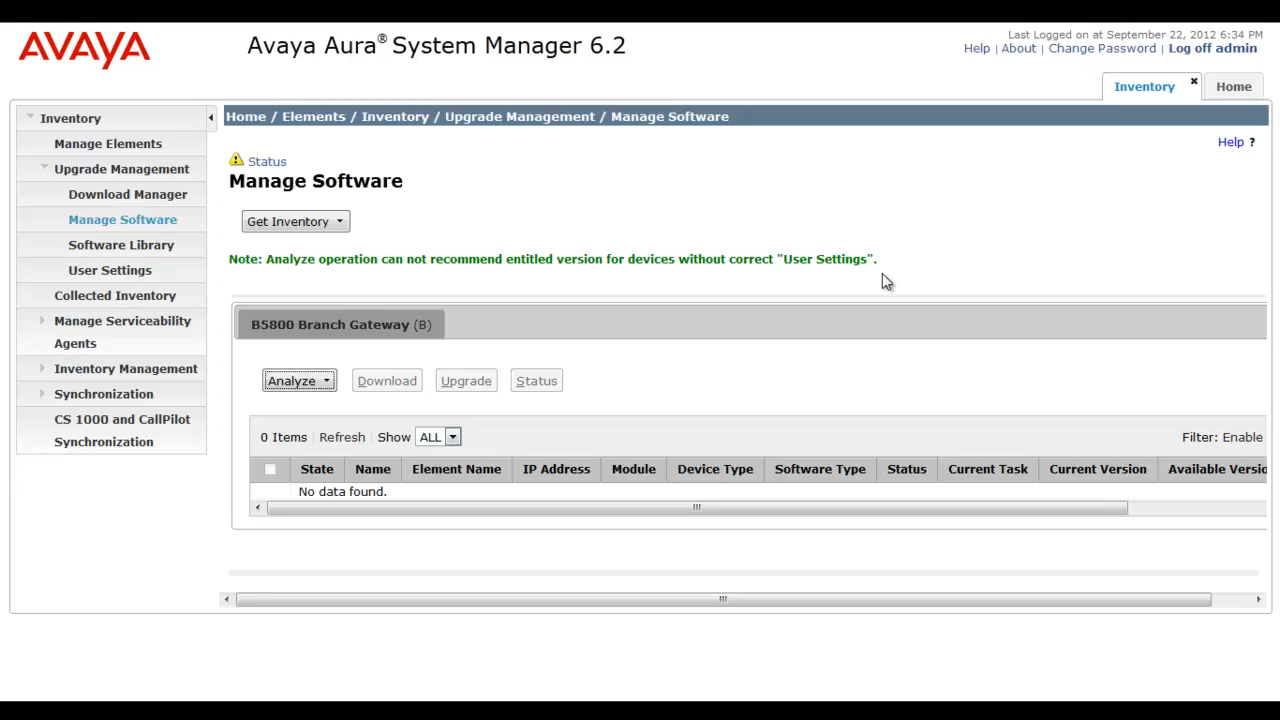 AVAYA
Avaya Aura® System Manager 6.2
Last Logged on at September 22, 2012 6:34 PM
Help | About | Change Password | Log off admin
Inventory
Home
Inventory
Manage Elements
Upgrade Management
Download Manager
Manage Software
Software Library
User Settings
Collected Inventory
Manage Serviceability
Agents
Inventory Management
Synchronization
CS 1000 and CallPilot
Synchronization
Home / Elements / Inventory / Upgrade Management / Manage Software
Help ?
Status
Manage Software
Get Inventory
Note: Analyze operation can not recommend entitled version for devices without correct "User Settings".
B5800 Branch Gateway (B)
Analyze Download Upgrade Status
0 Items | Refresh | Show ALL Filter: Enable
State Name Element Name IP Address Module Device Type Software Type Status Current Task Current Version Available Versio
No data found.